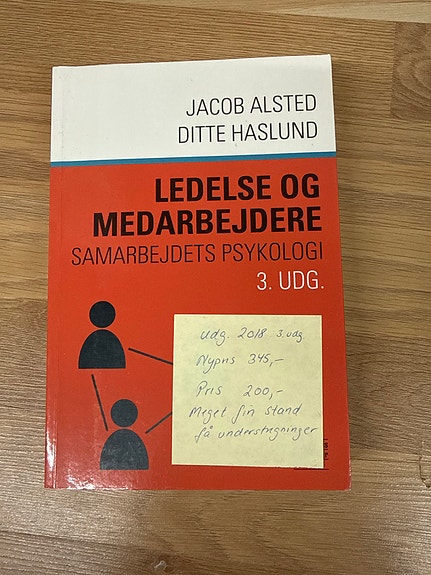 JACOB ALSTED
DITTE HASLUND
LEDELSE OG
MEDARBEJDERE
SAMARBEJDETS PSYKOLOGI
3. UDG.
Udg. 2018 3. udg
Nypris 345,-
Pris 200,-
Meget fin stand
få understregninger